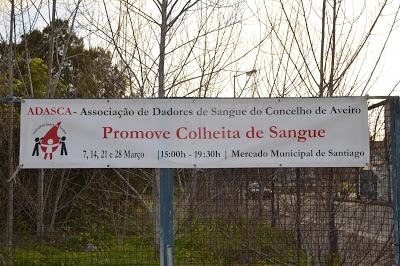 ADASCA- Associação de Dadores de Sangue do Concelho de Aveiro
Promove Colheita de Sangue
7, 14, 21 e 28 Março |15:00h - 19:30h | Mercado Municipal de Santiago